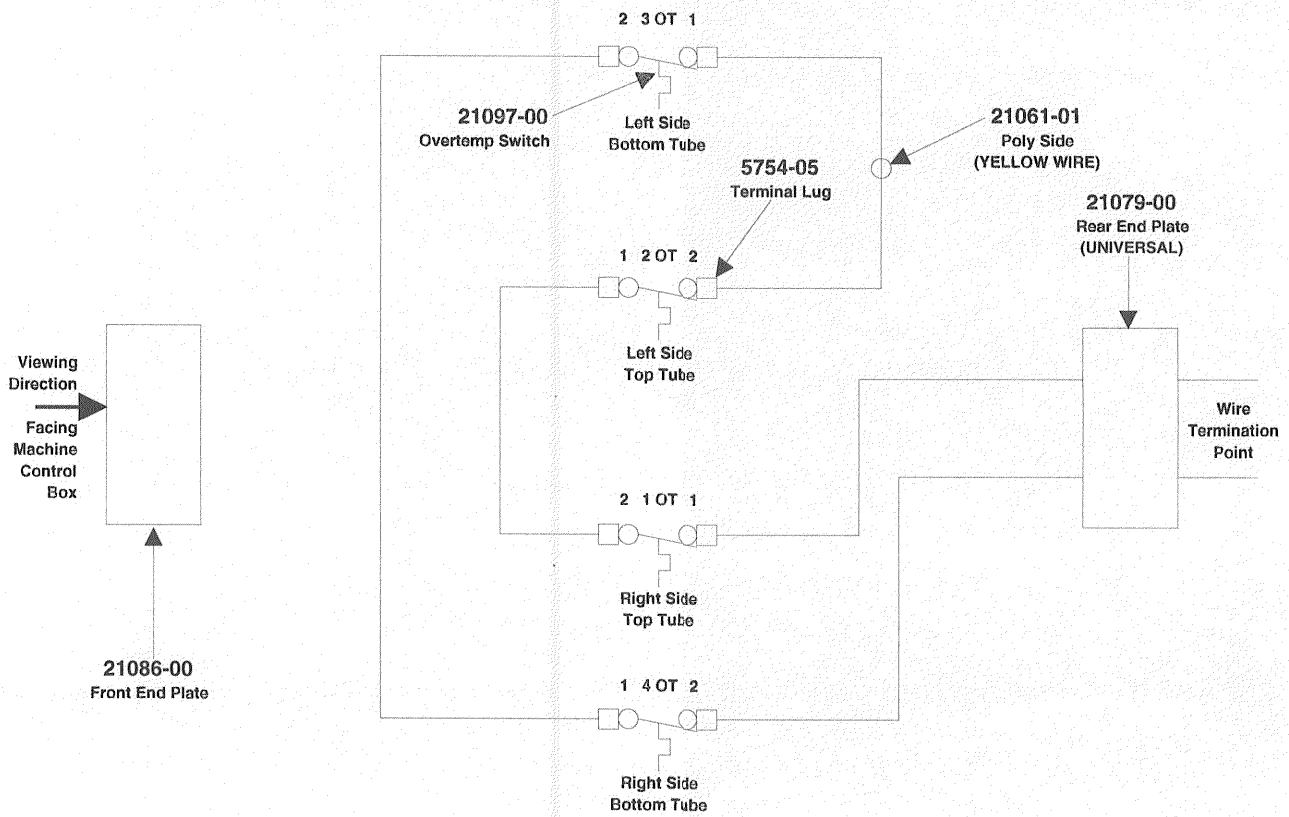 2 3 OT 1
21097-00
Overtemp Switch
Left Side
Bottom Tube
21061-01
Poly Side
(YELLOW WIRE)
5754-05
Terminal Lug
21079-00
Rear End Plate
(UNIVERSAL)
1 2 OT 2
Left Side
Top Tube
Viewing
Direction
Facing
Machine
Control
Box
Wire
Termination
Point
2 1 OT 1
Right Side
Top Tube
21086-00
Front End Plate
1 4 OT 2
Right Side
Bottom Tube